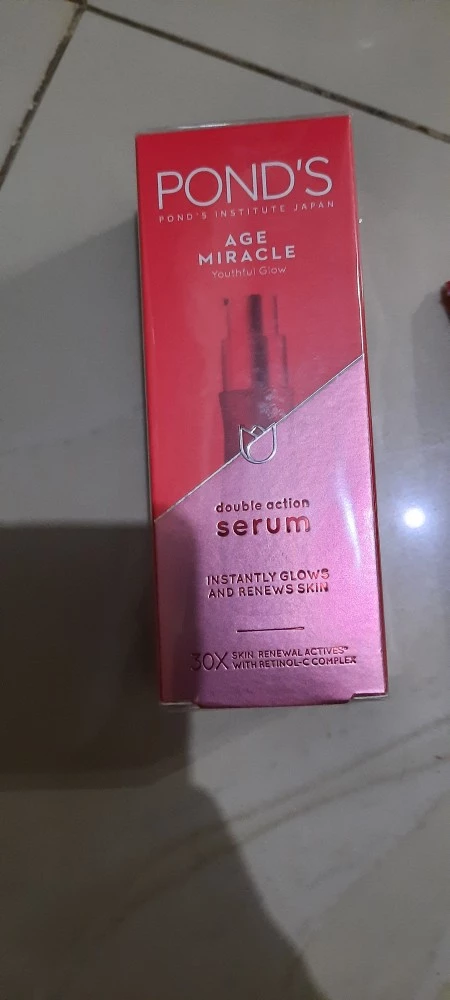 POND'S
POND'S INSTITUTE JAPAN
AGE
MIRACLE
Youthful Glow
double action
serum
INSTANTLY GLOWS
AND RENEWS SKIN
30X SKIN RENEWAL ACTIVES™
WITH RETINOL-C COMPLEX